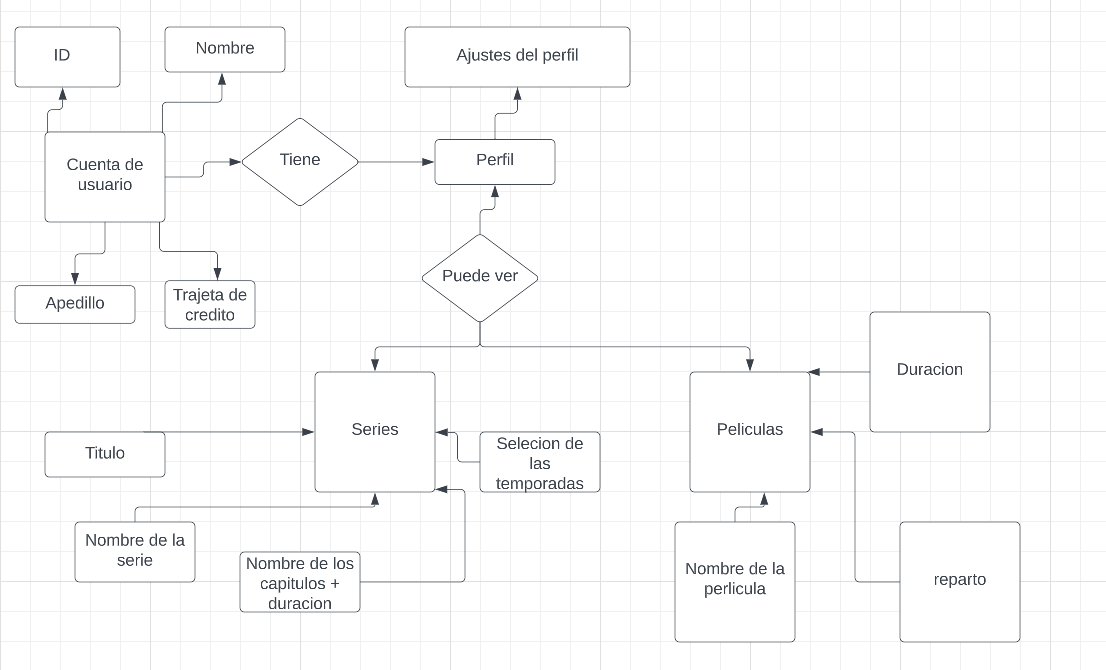 ID
Nombre
Ajustes del perfil
Cuenta de
usuario
Tiene
Perfil
Apedillo
Trajeta de
credito
Puede ver
Duracion
Series
Peliculas
Titulo
Selecion de
las
temporadas
Nombre de la
serie
Nombre de los
capitulos +
duracion
Nombre de la
perlicula
reparto